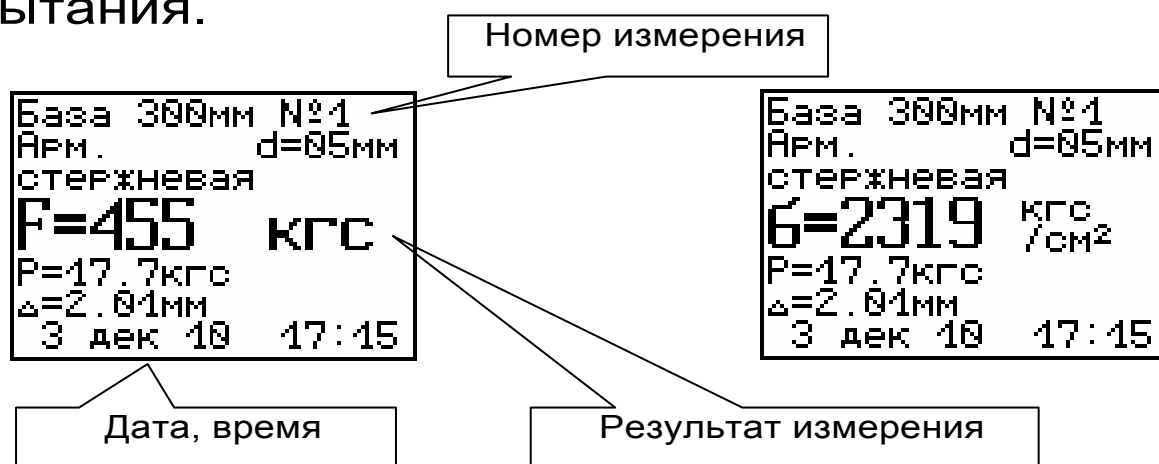 ытания.
Номер измерения
База 300мм №1
Арм. d=05мм
стержневая
F=455 кгс
P=17.7кгс
△=2.01мм
3 дек 10 17:15
База 300мм №1
Арм. d=05мм
стержневая
б=2319 кгс/см²
P=17.7кгс
△=2.01мм
3 дек 10 17:15
Дата, время
Результат измерения